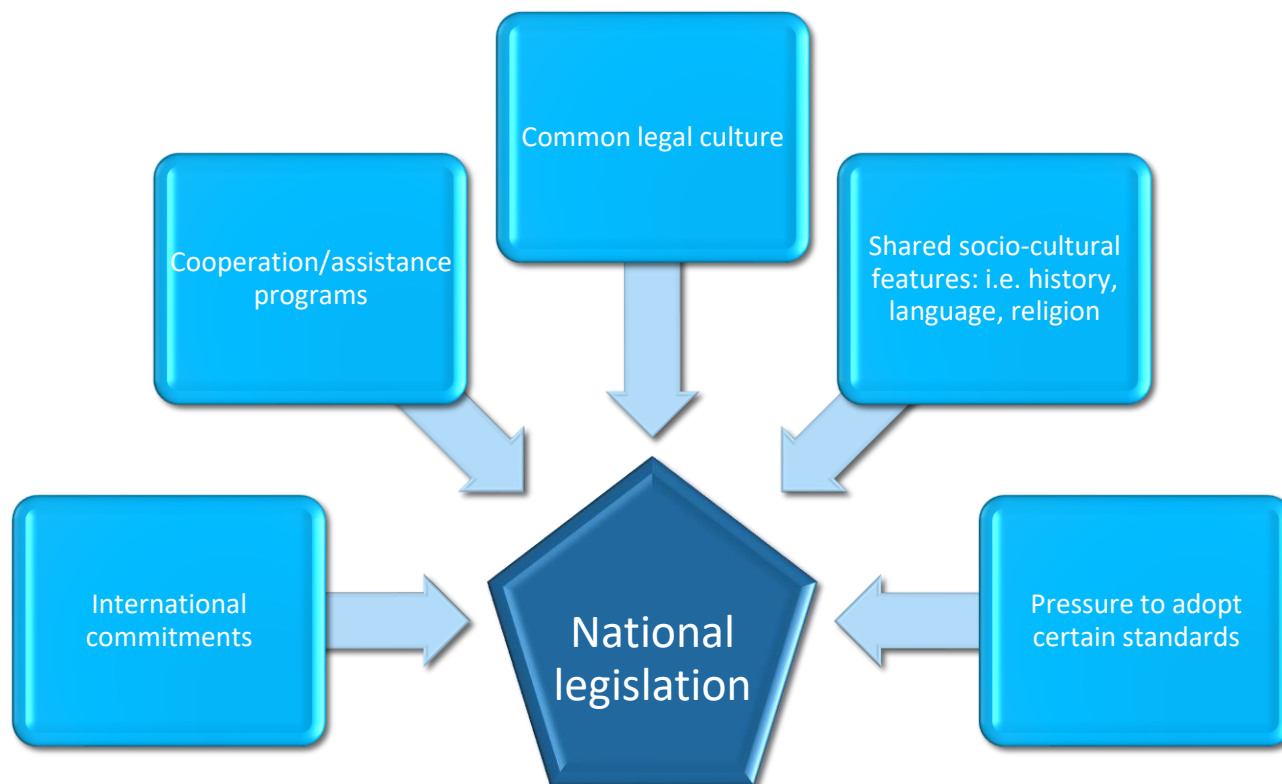 Common legal culture
Cooperation/assistance
programs
Shared socio-cultural
features: i.e. history,
language, religion
International
commitments
National
legislation
Pressure to adopt
certain standards